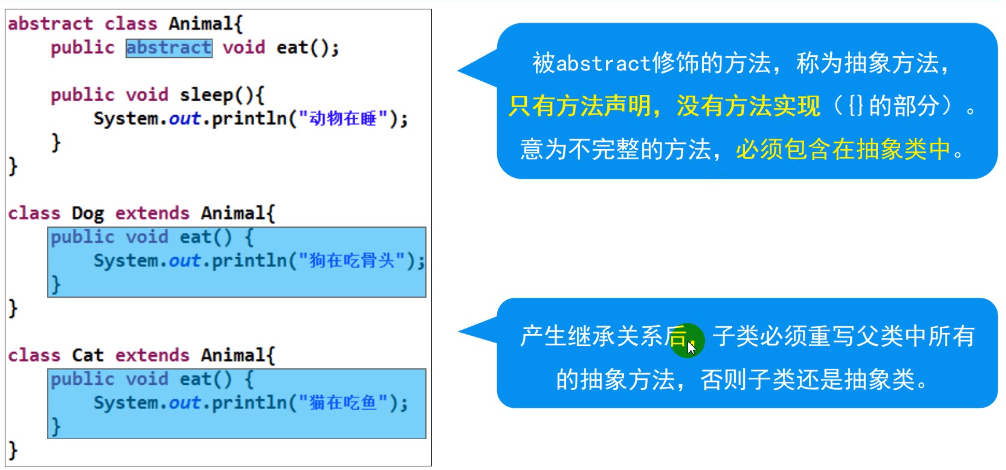 abstract class Animal{
public abstract void eat();
public void sleep(){
System.out.println("动物在睡");
}
}
class Dog extends Animal{
public void eat() {
System.out.println("狗在吃骨头");
}
}
class Cat extends Animal{
public void eat() {
System.out.println("猫在吃鱼");
}
}
被abstract修饰的方法，称为抽象方法，
只有方法声明，没有方法实现（{}的部分）。
意为不完整的方法，必须包含在抽象类中。
产生继承关系后，子类必须重写父类中所有
的抽象方法，否则子类还是抽象类。